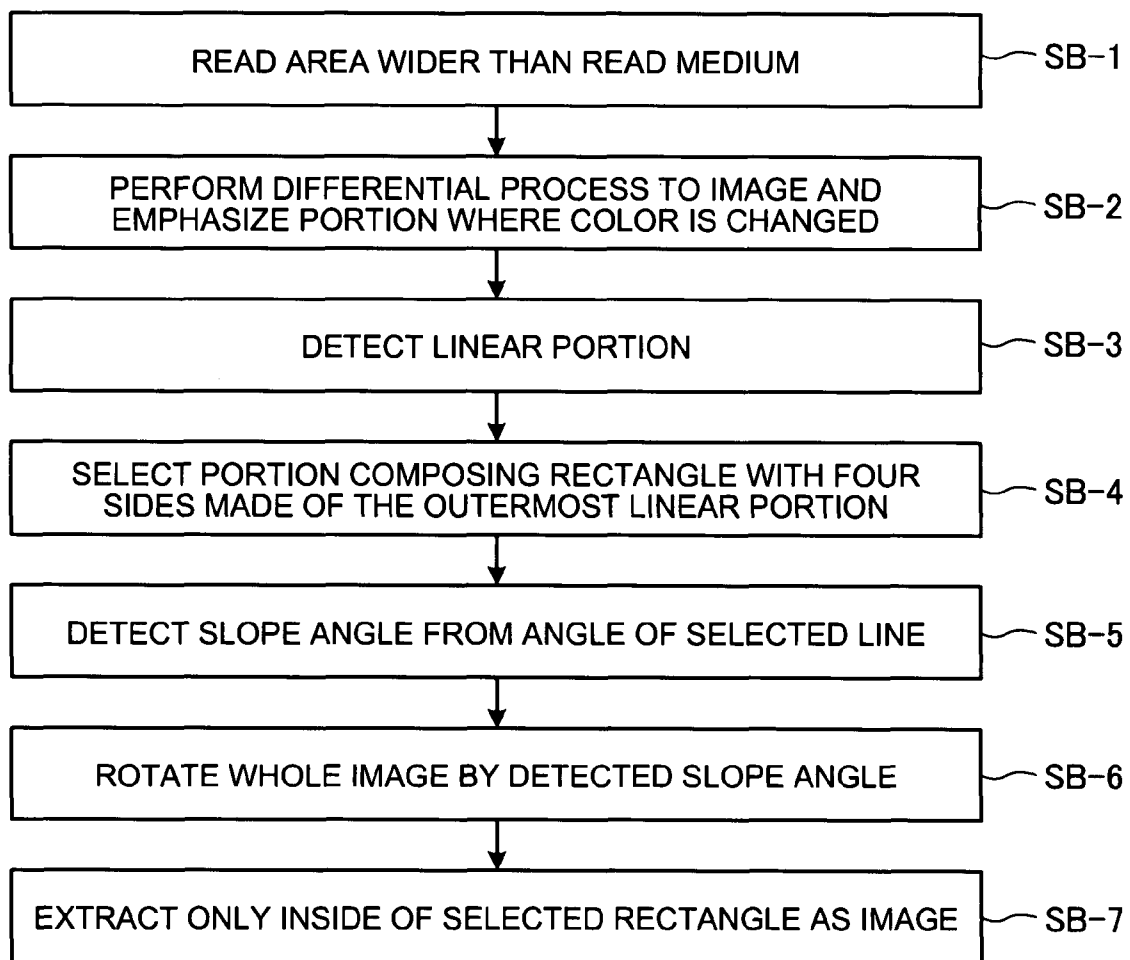 READ AREA WIDER THAN READ MEDIUM
SB-1
PERFORM DIFFERENTIAL PROCESS TO IMAGE AND
EMPHASIZE PORTION WHERE COLOR IS CHANGED
SB-2
DETECT LINEAR PORTION
SB-3
SELECT PORTION COMPOSING RECTANGLE WITH FOUR
SIDES MADE OF THE OUTERMOST LINEAR PORTION
SB-4
DETECT SLOPE ANGLE FROM ANGLE OF SELECTED LINE
SB-5
ROTATE WHOLE IMAGE BY DETECTED SLOPE ANGLE
SB-6
EXTRACT ONLY INSIDE OF SELECTED RECTANGLE AS IMAGE
SB-7